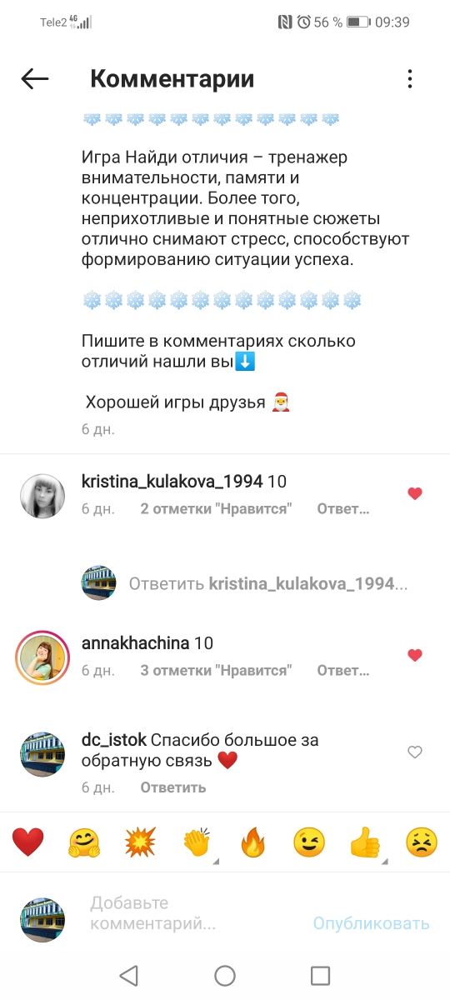 Tele2 4G 56 % 09:39
Комментарии
Игра Найди отличия – тренажер
внимательности, памяти и
концентрации. Более того,
неприхотливые и понятные сюжеты
отлично снимают стресс, способствуют
формированию ситуации успеха.
Пишите в комментариях сколько
отличий нашли вы⬇️
Хорошей игры друзья 🎅
6 дн.
kristina_kulakova_1994 10
6 дн. 2 отметки "Нравится" Ответ...
Ответить kristina_kulakova_1994...
annakhachina 10
6 дн. 3 отметки "Нравится" Ответ...
dc_istok Спасибо большое за
обратную связь ❤️
6 дн. Ответить
Добавьте
комментарий...
Опубликовать